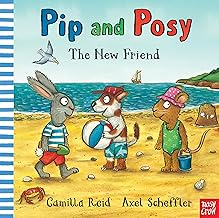 Pip and Posy
The New Friend
Camilla Reid Axel Scheffler
nosy
crow